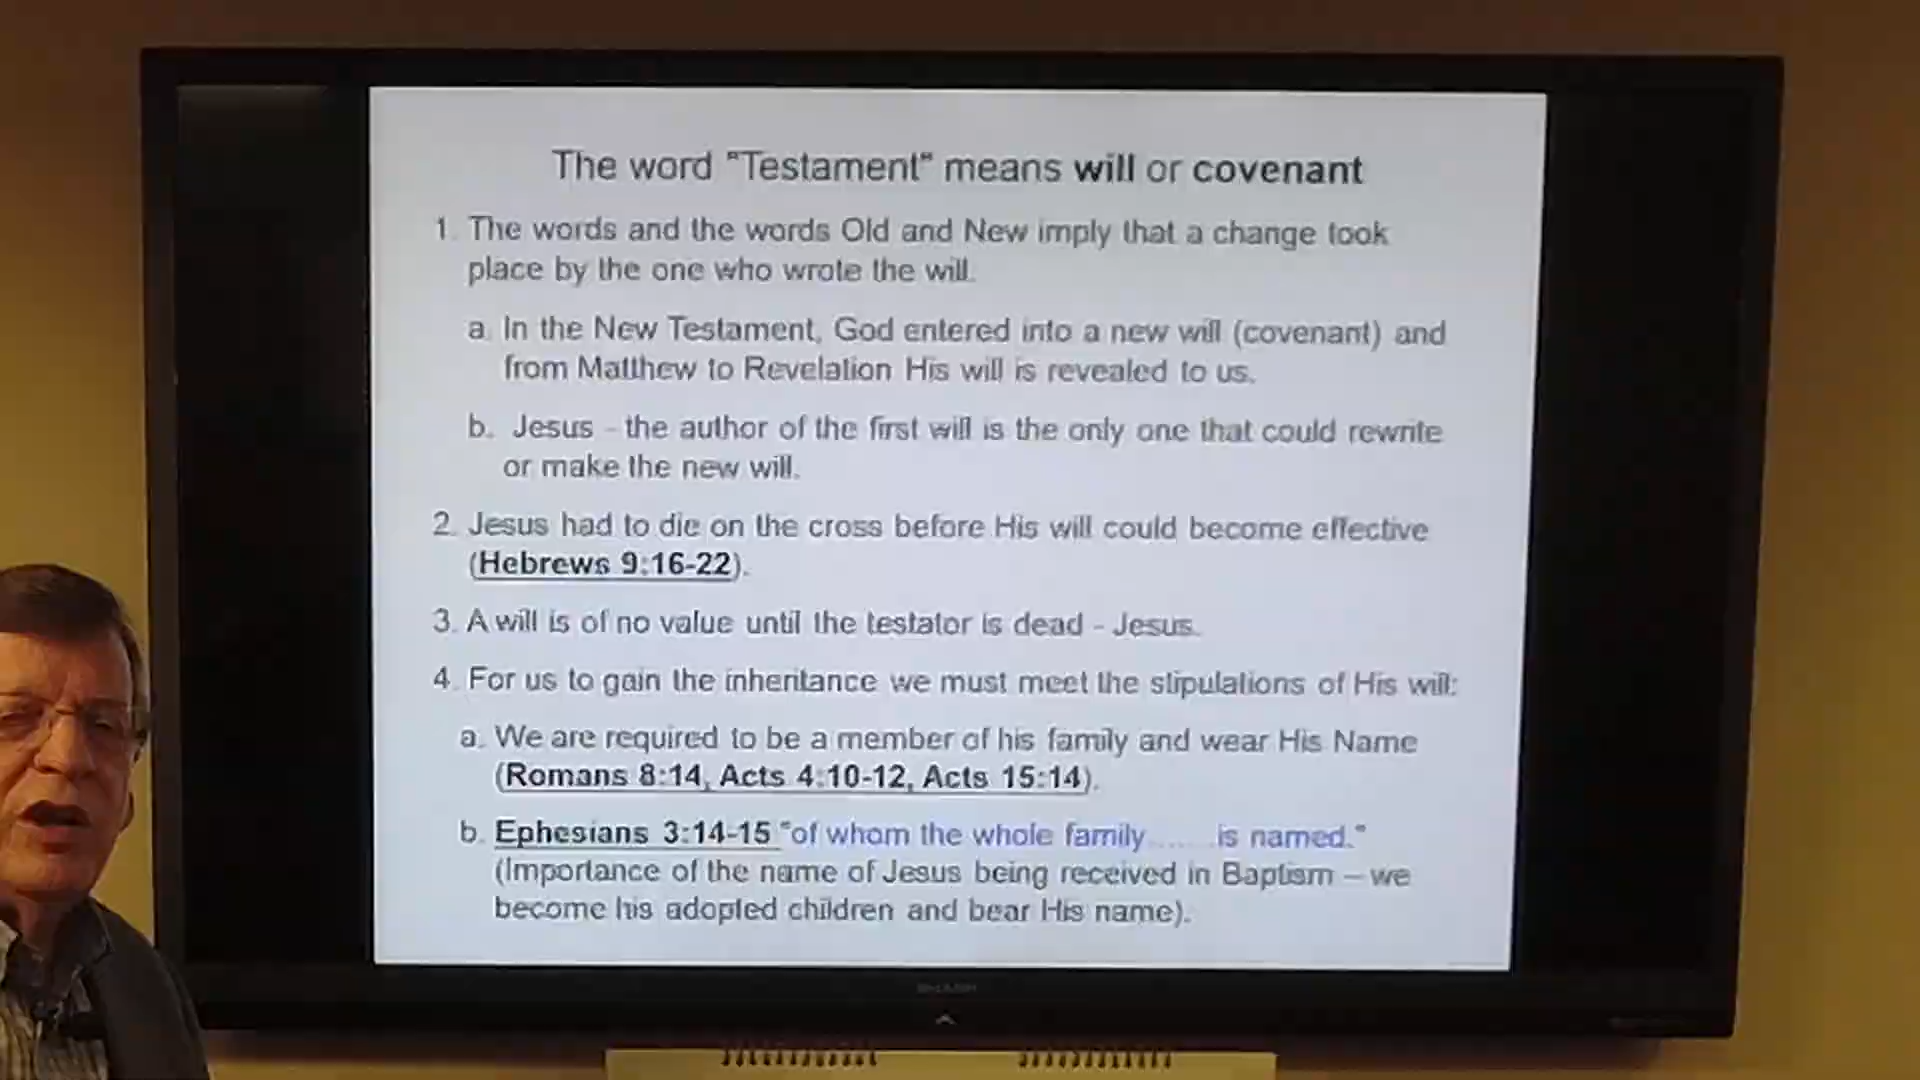 The word "Testament" means will or covenant
1. The words and the words Old and New imply that a change took
place by the one who wrote the will.
a. In the New Testament, God entered into a new will (covenant) and
from Matthew to Revelation His will is revealed to us.
b. Jesus - the author of the first will is the only one that could rewrite
or make the new will.
2. Jesus had to die on the cross before His will could become effective
(Hebrews 9:16-22).
3. A will is of no value until the testator is dead - Jesus.
4. For us to gain the inheritance we must meet the stipulations of His will:
a. We are required to be a member of his family and wear His Name
(Romans 8:14, Acts 4:10-12, Acts 15:14).
b. Ephesians 3:14-15 "of whom the whole family ...... is named."
(Importance of the name of Jesus being received in Baptism – we
become his adopted children and bear His name).
SHARP